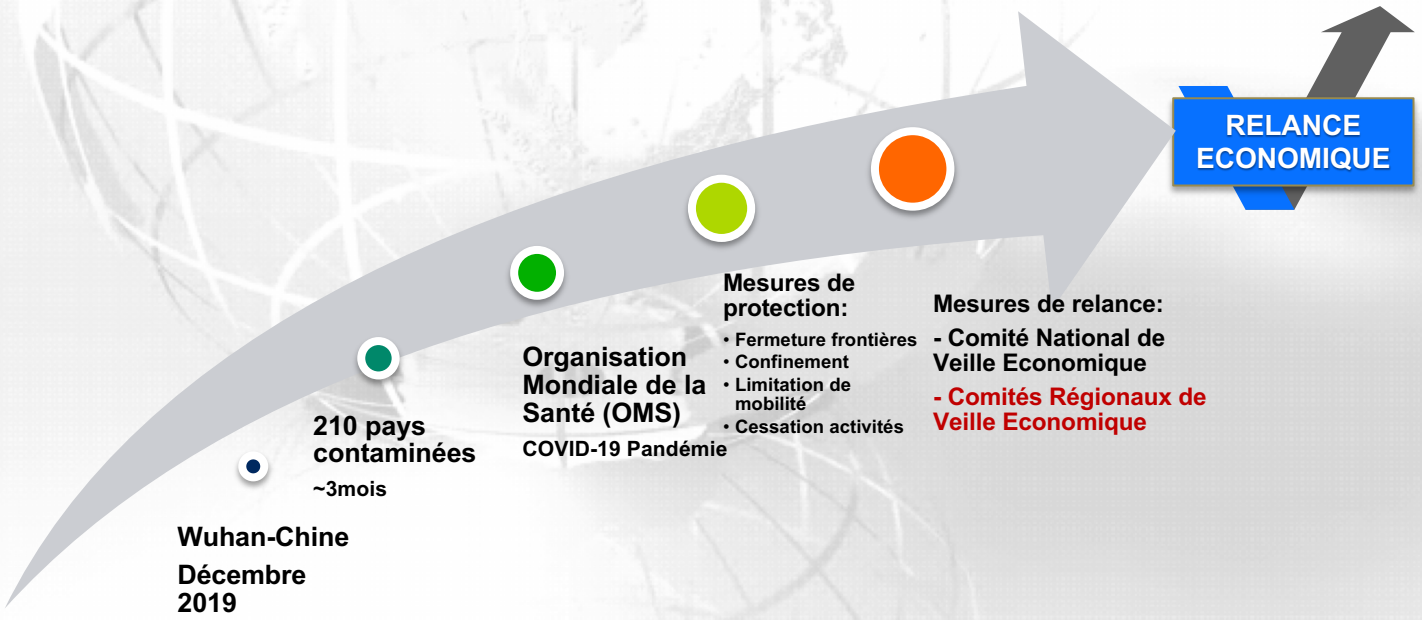 RELANCE
ECONOMIQUE
Wuhan-Chine
Décembre
2019
210 pays
contaminées
~3mois
Organisation
Mondiale de la
Santé (OMS)
COVID-19 Pandémie
Mesures de
protection:
• Fermeture frontières
• Confinement
• Limitation de
mobilité
• Cessation activités
Mesures de relance:
- Comité National de
Veille Economique
- Comités Régionaux de
Veille Economique